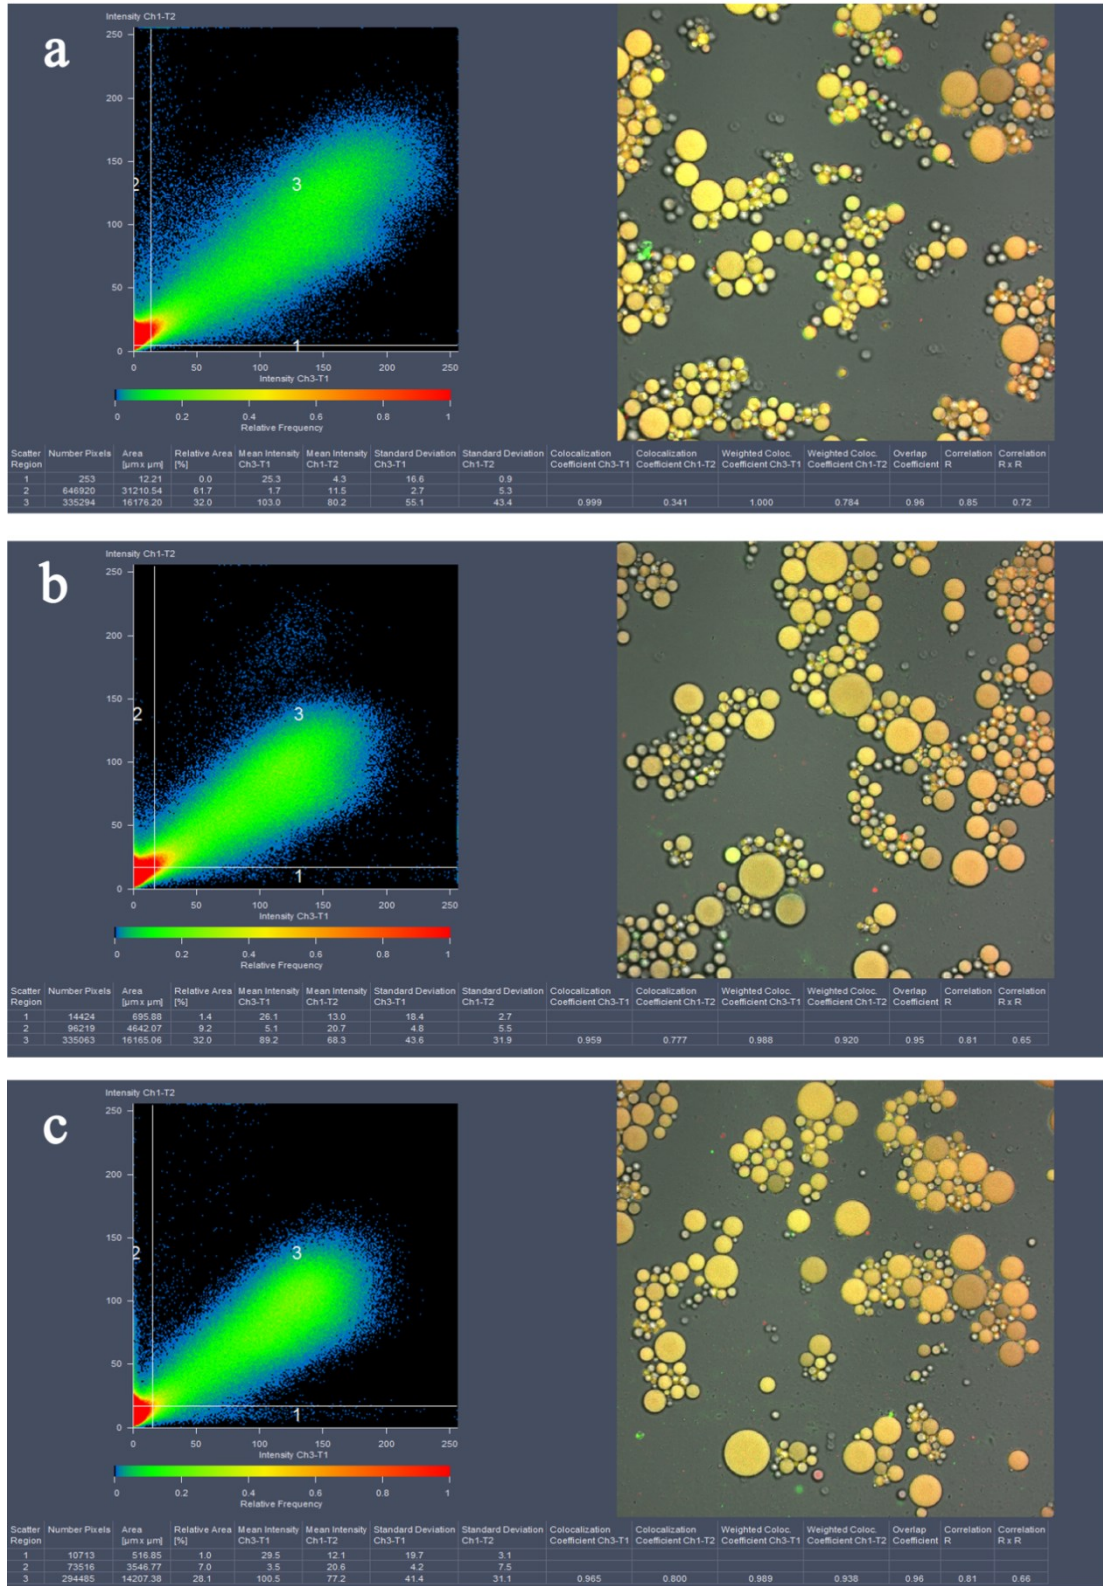 a
Intensity Ch1-T2
250
200
150
100
50
0
2
3
1
0 50 100 150 200 250
Intensity Ch3-T1
0 0.2 0.4 0.6 0.8 1
Relative Frequency
Scatter Region Number Pixels Area [µm x µm] Relative Area [%] Mean Intensity Ch3-T1 Mean Intensity Ch1-T2 Standard Deviation Ch3-T1 Standard Deviation Ch1-T2 Colocalization Coefficient Ch3-T1 Colocalization Coefficient Ch1-T2 Weighted Coloc. Coefficient Ch3-T1 Weighted Coloc. Coefficient Ch1-T2 Overlap Coefficient Correlation R Correlation R x R
1 253 12.21 0.0 25.3 4.3 16.6 0.9
2 646920 31210.54 61.7 1.7 11.5 2.7 5.3
3 335294 16176.20 32.0 103.0 80.2 55.1 43.4 0.999 0.341 1.000 0.784 0.96 0.85 0.72
b
Intensity Ch1-T2
250
200
150
100
50
0
2
3
1
0 50 100 150 200 250
Intensity Ch3-T1
0 0.2 0.4 0.6 0.8 1
Relative Frequency
Scatter Region Number Pixels Area [µm x µm] Relative Area [%] Mean Intensity Ch3-T1 Mean Intensity Ch1-T2 Standard Deviation Ch3-T1 Standard Deviation Ch1-T2 Colocalization Coefficient Ch3-T1 Colocalization Coefficient Ch1-T2 Weighted Coloc. Coefficient Ch3-T1 Weighted Coloc. Coefficient Ch1-T2 Overlap Coefficient Correlation R Correlation R x R
1 14424 695.88 1.4 26.1 13.0 18.4 2.7
2 96219 4642.07 9.2 5.1 20.7 4.8 5.5
3 335063 16165.06 32.0 89.2 68.3 43.6 31.9 0.959 0.777 0.988 0.920 0.95 0.81 0.65
c
Intensity Ch1-T2
250
200
150
100
50
0
2
3
1
0 50 100 150 200 250
Intensity Ch3-T1
0 0.2 0.4 0.6 0.8 1
Relative Frequency
Scatter Region Number Pixels Area [µm x µm] Relative Area [%] Mean Intensity Ch3-T1 Mean Intensity Ch1-T2 Standard Deviation Ch3-T1 Standard Deviation Ch1-T2 Colocalization Coefficient Ch3-T1 Colocalization Coefficient Ch1-T2 Weighted Coloc. Coefficient Ch3-T1 Weighted Coloc. Coefficient Ch1-T2 Overlap Coefficient Correlation R Correlation R x R
1 10713 516.85 1.0 29.5 12.1 19.7 3.1
2 73516 3546.77 7.0 3.5 20.6 4.2 7.5
3 294485 14207.38 28.1 100.5 77.2 41.4 31.1 0.965 0.800 0.989 0.938 0.96 0.81 0.66